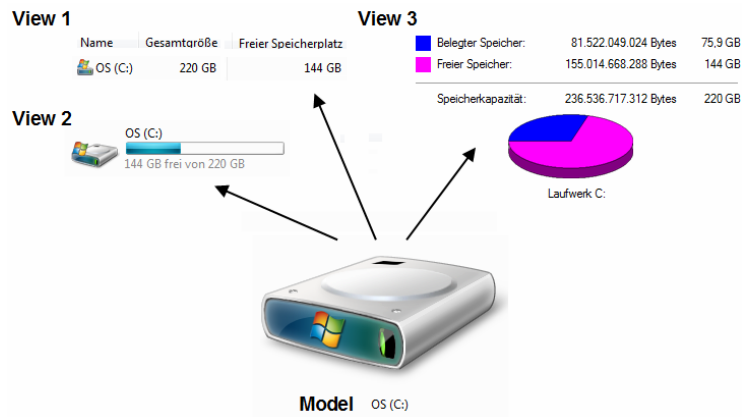 View 1
Name Gesamtgröße Freier Speicherplatz
OS (C:) 220 GB 144 GB
View 2
OS (C:)
144 GB frei von 220 GB
View 3
Belegter Speicher: 81.522.049.024 Bytes 75,9 GB
Freier Speicher: 155.014.668.288 Bytes 144 GB
Speicherkapazität: 236.536.717.312 Bytes 220 GB
Laufwerk C:
Model OS (C:)